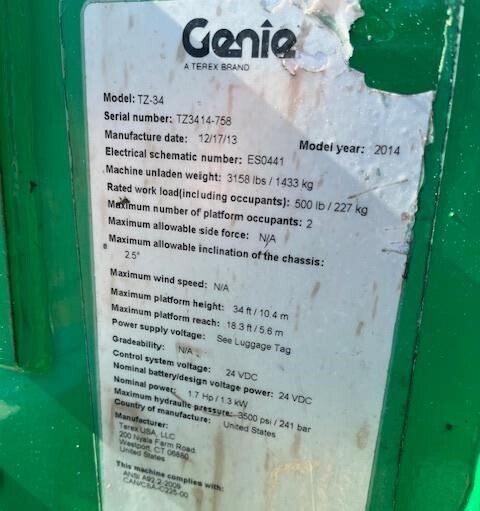 Genie
A TEREX BRAND
Model: TZ-34
Serial number: TZ3414-758
Manufacture date: 12/17/13 Model year: 2014
Electrical schematic number: ES0441
Machine unladen weight: 3158 lbs / 1433 kg
Rated work load(including occupants): 500 lb / 227 kg
Maximum number of platform occupants: 2
Maximum allowable side force: N/A
Maximum allowable inclination of the chassis:
2.5°
Maximum wind speed: N/A
Maximum platform height: 34 ft / 10.4 m
Maximum platform reach: 18.3 ft / 5.6 m
Power supply voltage: See Luggage Tag
Gradeability: N/A
Control system voltage: 24 VDC
Nominal battery/design voltage power: 24 VDC
Nominal power: 1.7 Hp / 1.3 kW
Maximum hydraulic pressure: 3500 psi / 241 bar
Country of manufacture: United States
Manufacturer:
Terex USA, LLC
200 Nyala Farm Road
Westport, CT 06880
United States
This machine complies with:
ANSI A92.2-2009
CAN/CSA-C225-00